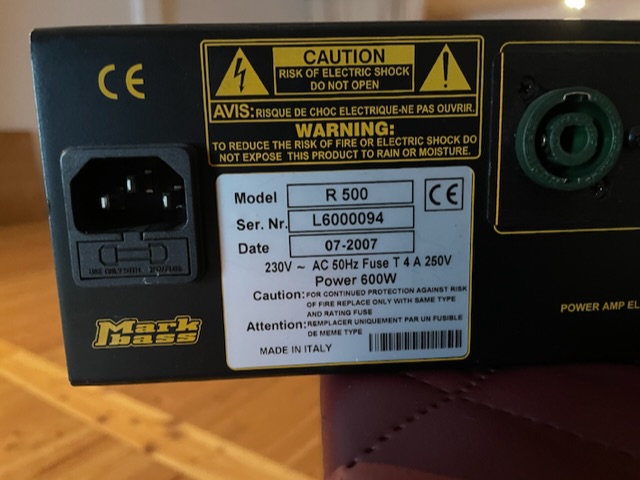 CE
CAUTION
RISK OF ELECTRIC SHOCK
DO NOT OPEN
AVIS: RISQUE DE CHOC ELECTRIQUE-NE PAS OUVRIR.
WARNING:
TO REDUCE THE RISK OF FIRE OR ELECTRIC SHOCK DO
NOT EXPOSE THIS PRODUCT TO RAIN OR MOISTURE.
Model R 500 CE
Ser. Nr. L6000094
Date 07-2007
230V ~ AC 50Hz Fuse T 4 A 250V
Power 600W
Caution: FOR CONTINUED PROTECTION AGAINST RISK
OF FIRE REPLACE ONLY WITH SAME TYPE
AND RATING FUSE
Attention: REMPLACER UNIQUEMENT PAR UN FUSIBLE
DE MEME TYPE
MADE IN ITALY
Mark
bass
POWER AMP EL